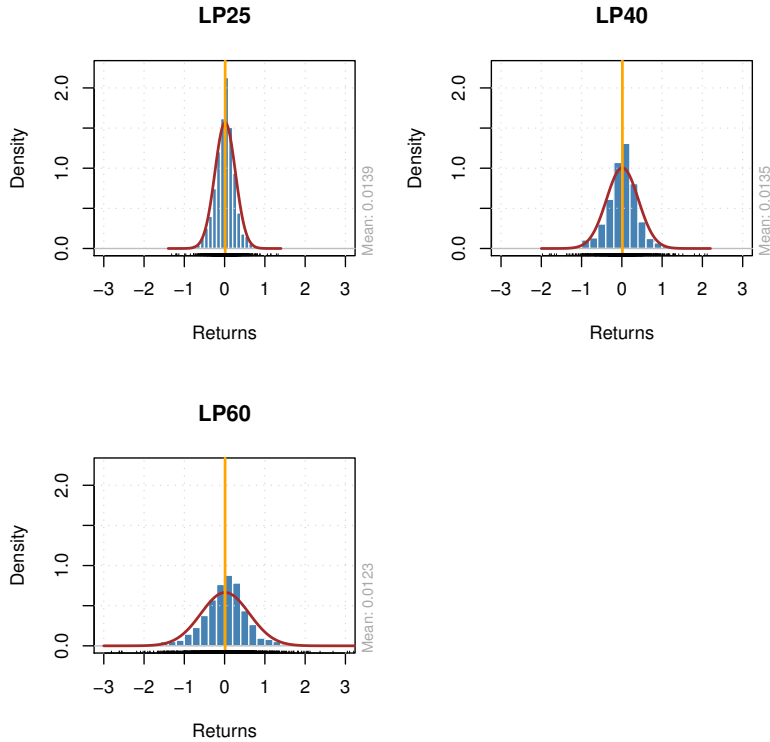 LP25
Density
0.0 1.0 2.0
−3 −2 −1 0 1 2 3
Returns
Mean: 0.0139
LP40
Density
0.0 1.0 2.0
−3 −2 −1 0 1 2 3
Returns
Mean: 0.0135
LP60
Density
0.0 1.0 2.0
−3 −2 −1 0 1 2 3
Returns
Mean: 0.0123